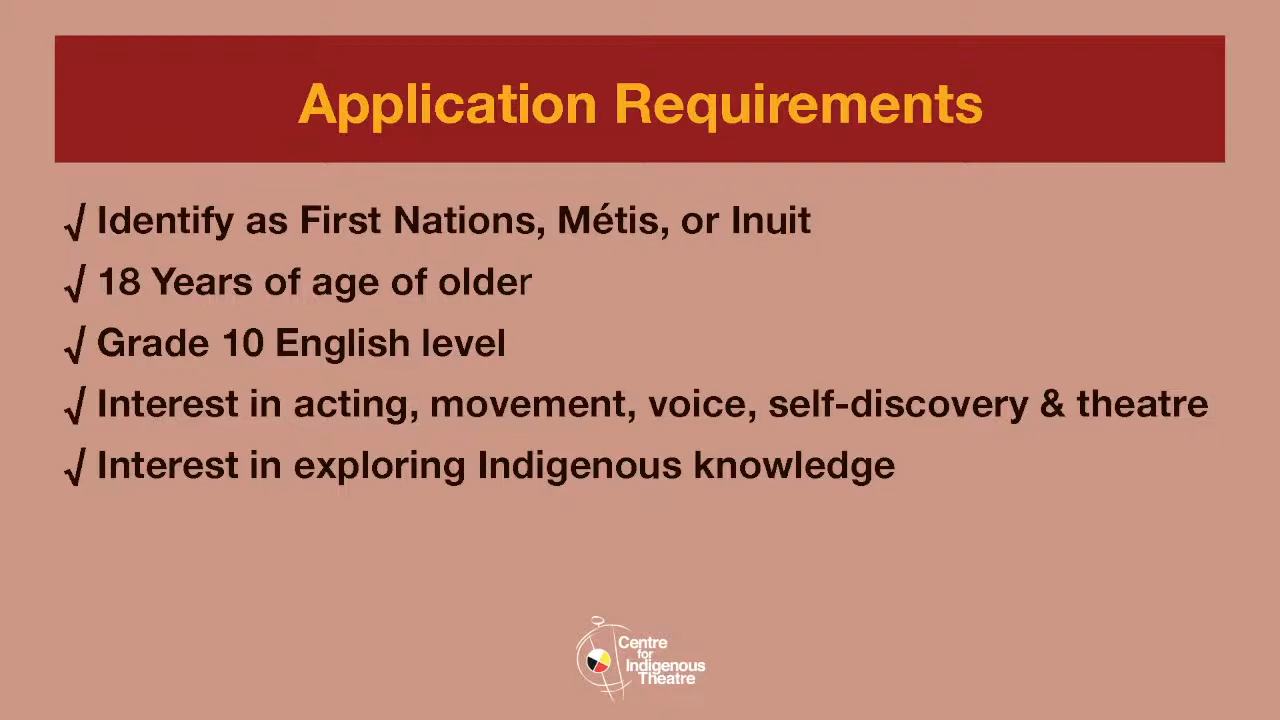 Application Requirements
√ Identify as First Nations, Métis, or Inuit
√ 18 Years of age of older
√ Grade 10 English level
√ Interest in acting, movement, voice, self-discovery & theatre
√ Interest in exploring Indigenous knowledge
Centre
for
Indigenous
Theatre